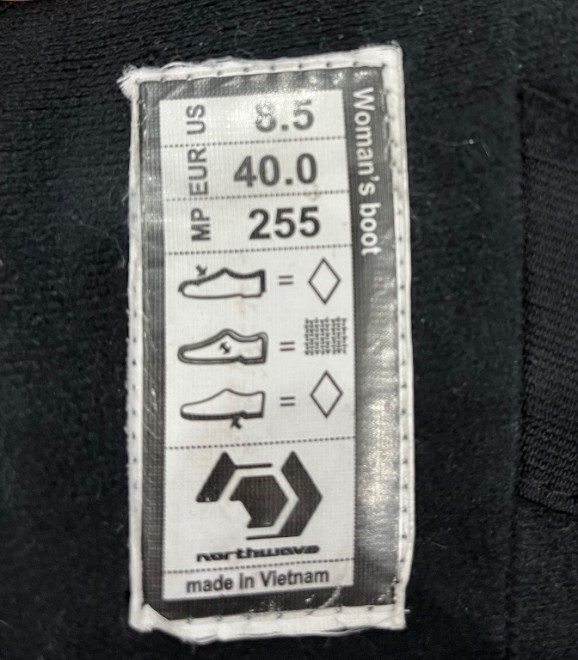 US 8.5
EUR 40.0
MP 255
Woman's boot
=
=
=
northwave
made in Vietnam